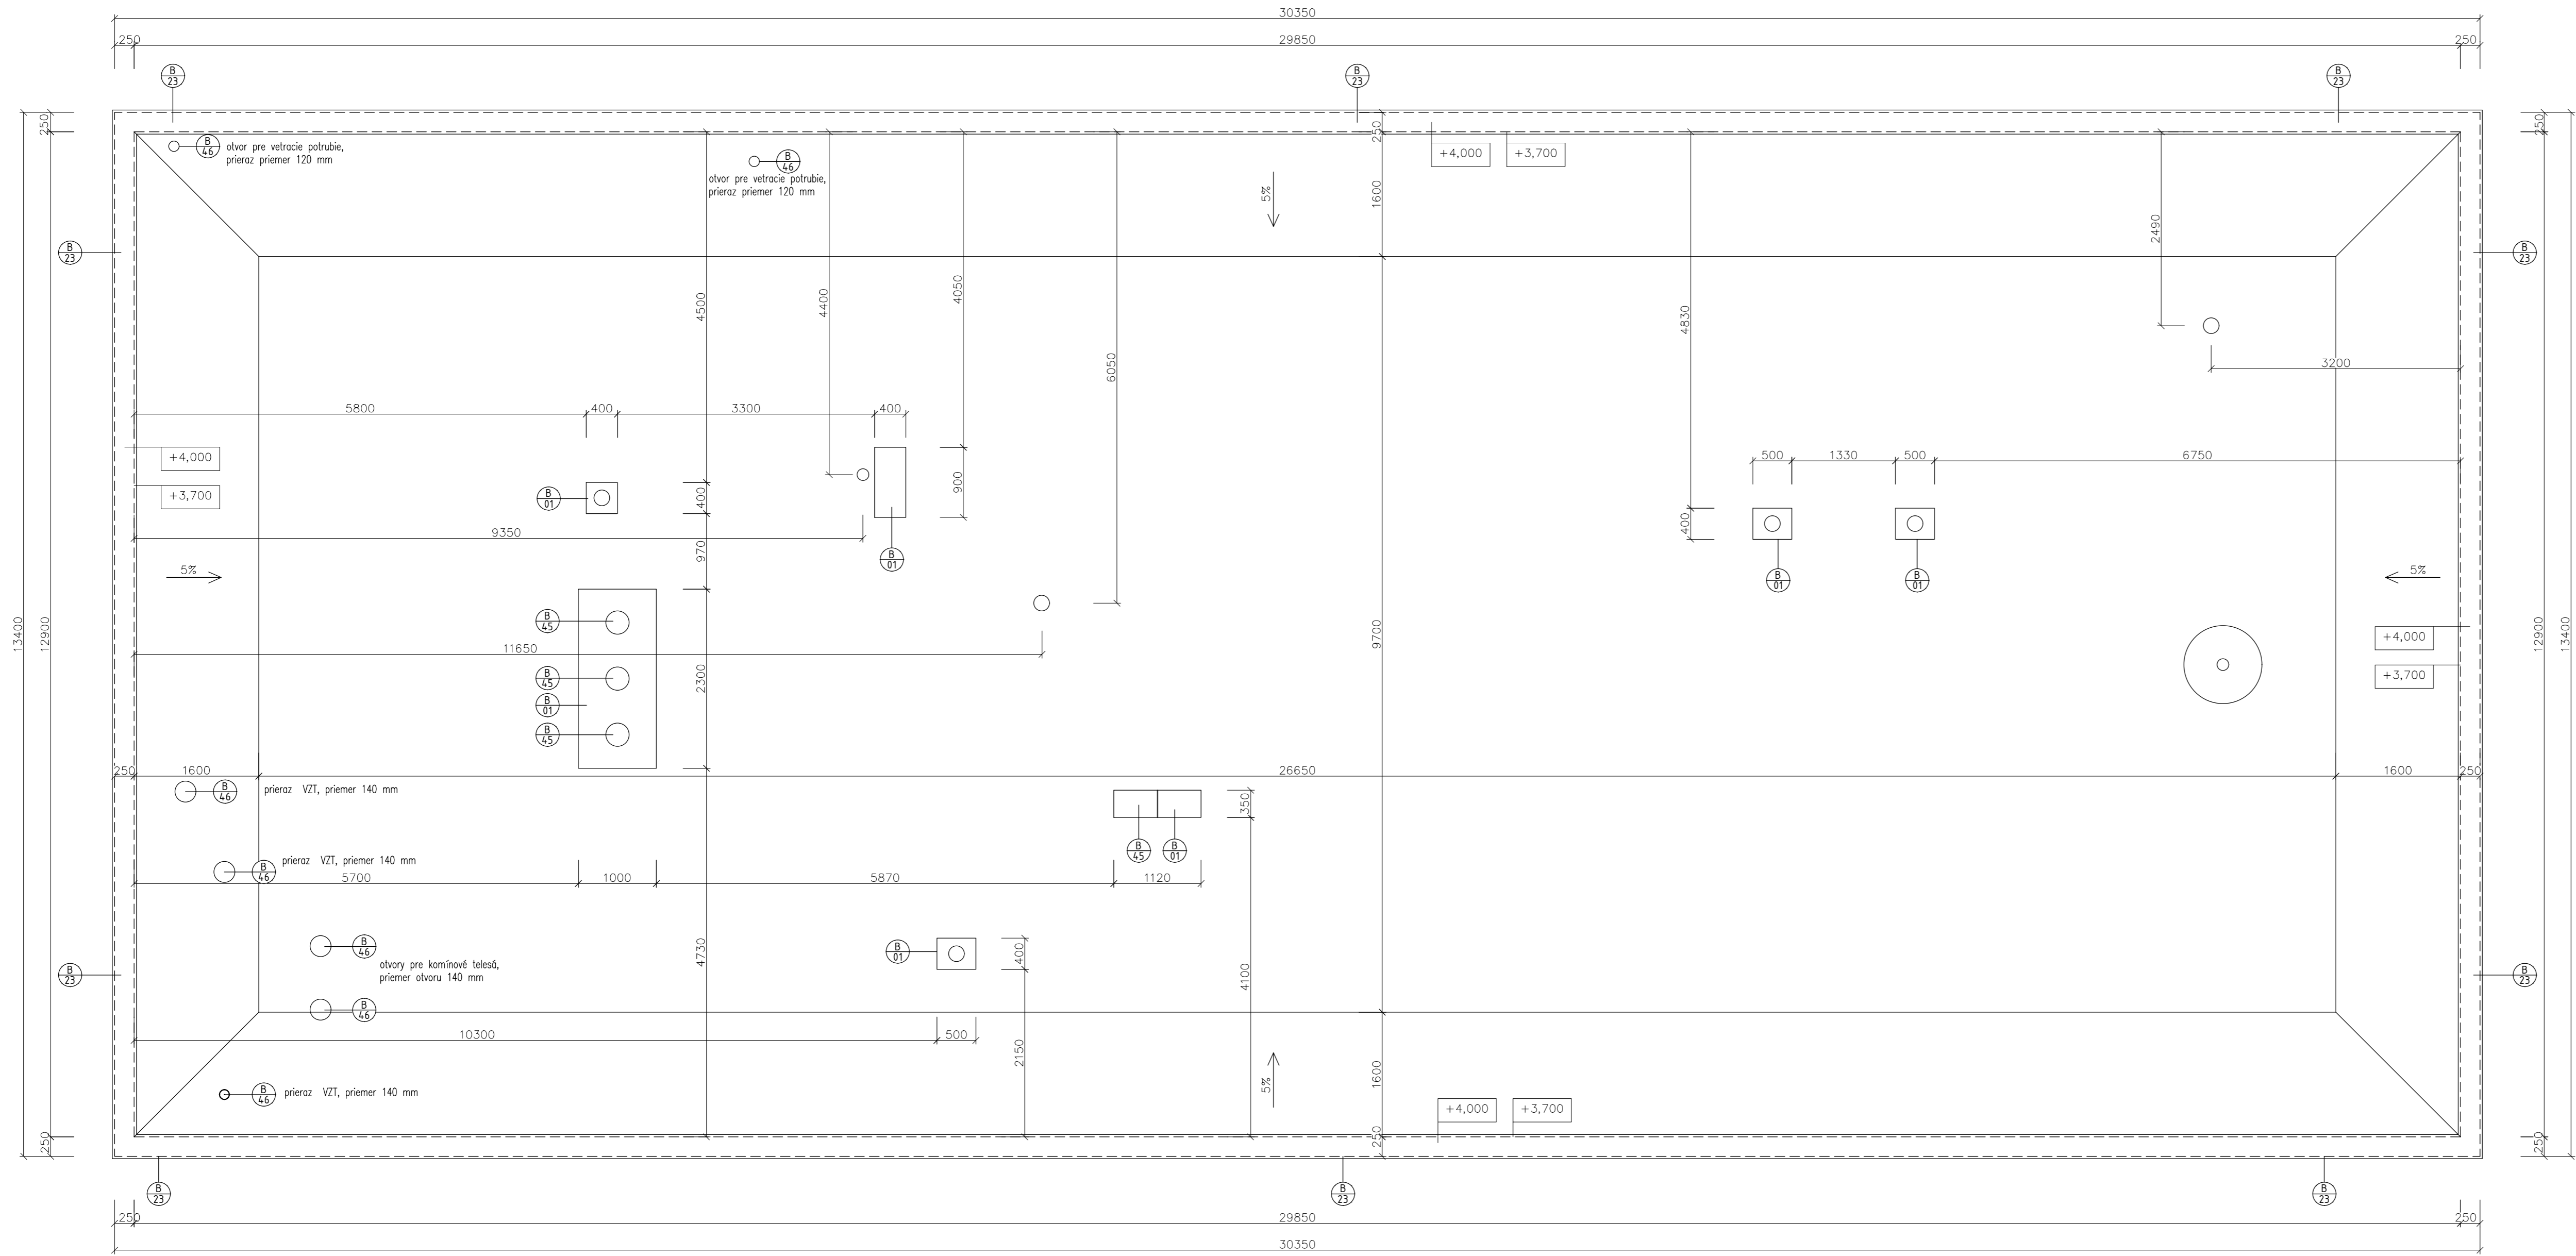 30350
250 29850 250
B
23
B
23
B
23
250
250
250
B
46
otvor pre vetracie potrubie,
prieraz priemer 120 mm
B
46
otvor pre vetracie potrubie,
prieraz priemer 120 mm
+4,000 +3,700
5%
1600
2490
B
23
B
23
4500
4400
4050
4830
6050
3200
5800 400 3300 400
+4,000
+3,700
B
01
400
900
500 1330 500 6750
400
9350
970
B
01
B
01
B
01
5%
5%
13400
12900
9700
12900
13400
B
45
11650
+4,000
+3,700
B
45
2300
B
01
B
45
250 1600 26650 1600 250
B
46
prieraz VZT, priemer 140 mm
350
B
45
B
01
prieraz VZT, priemer 140 mm
B
46
5700 1000 5870 1120
B
46
otvory pre komínové telesá,
priemer otvoru 140 mm
4730
B
01
400
4100
B
23
B
23
B
46
10300 500
2150
1600
5%
B
46
prieraz VZT, priemer 140 mm
+4,000 +3,700
250
250
250
B
23
B
23
B
23
250 29850 250
30350